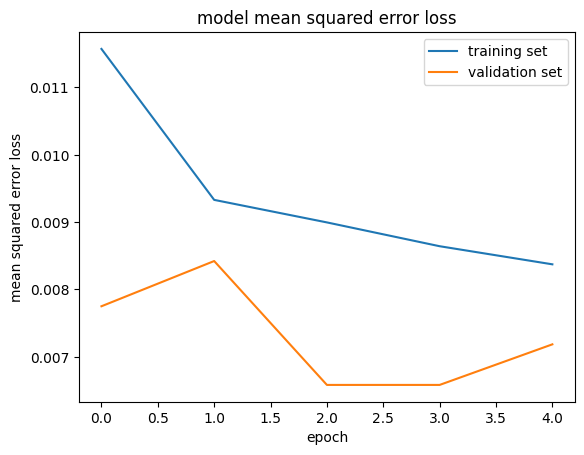 model mean squared error loss
training set
validation set
0.011
0.010
0.009
0.008
0.007
mean squared error loss
0.0 0.5 1.0 1.5 2.0 2.5 3.0 3.5 4.0
epoch